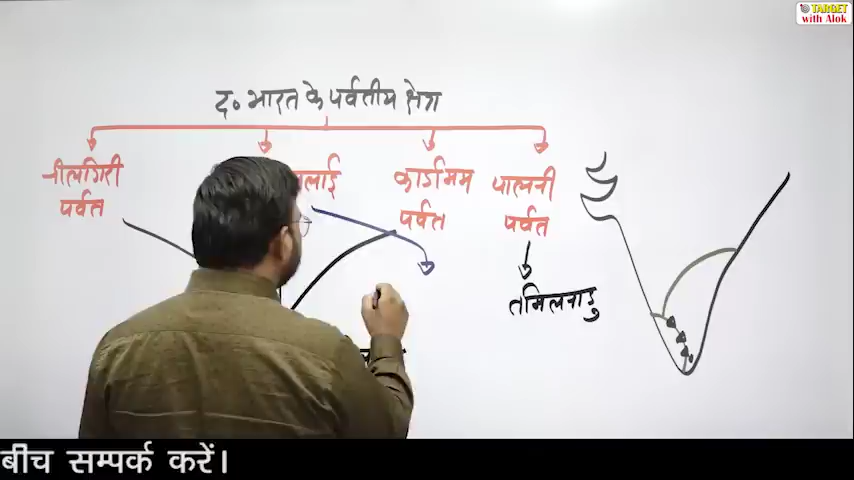 TARGET
with Alok
द० भारत के पर्वतीय क्षेत्र
नीलगिरी कार्डामम पालनी
पर्वत पर्वत पर्वत
तमिलनाडु
बीच सम्पर्क करें।